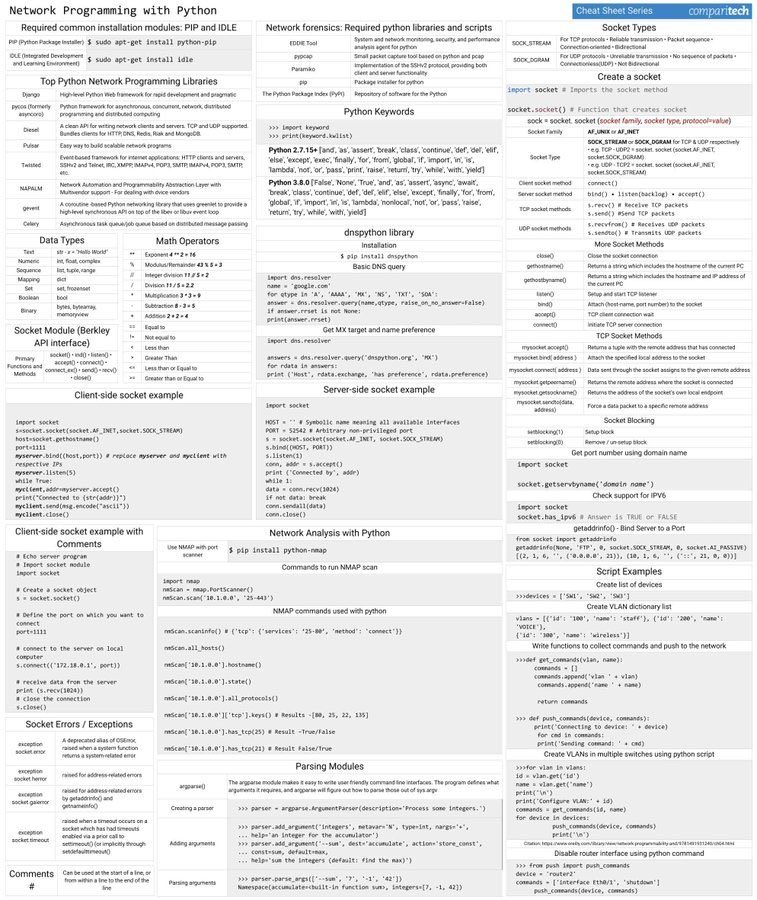 Network Programming with Python
Cheat Sheet Series
comparitech
Required common installation modules: PIP and IDLE
PIP (Python Package Installer) $ sudo apt-get install python-pip
IDLE (Integrated Development and Learning Environment) $ sudo apt-get install idle
Top Python Network Programming Libraries
Django High-level Python Web framework for rapid development and pragmatic
pycos (formerly asyncoro) Python framework for asynchronous, concurrent, network, distributed programming and distributed computing
Diesel A clean API for writing network clients and servers. TCP and UDP supported. Bundles clients for HTTP, DNS, Redis, Riak and MongoDB.
Pulsar Easy way to build scalable network programs
Twisted Event-based framework for internet applications: HTTP clients and servers, SSHv2 and Telnet, IRC, XMPP, IMAPv4, POP3, SMTP, IMAPv4, POP3, SMTP, etc.
NAPALM Network Automation and Programmability Abstraction Layer with Multivendor support - For dealing with dvice vendors
gevent A coroutine -based Python networking library that uses greenlet to provide a high-level synchronous API on top of the libev or libuv event loop
Celery Asynchronous task queue/job queue based on distributed message passing
Data Types
Text str - x = "Hello World"
Numeric int, float, complex
Sequence list, tuple, range
Mapping dict
Set set, frozenset
Boolean bool
Binary bytes, bytearray, memoryview
Socket Module (Berkley API interface)
Primary Functions and Methods socket() • ind() • listen() • accept() • connect() • connect_ex() • send() • recv() • close()
Math Operators
** Exponent 4 ** 2 = 16
% Modulus/Remainder 43 % 5 = 3
// Integer division 11 // 5 = 2
/ Division 11 / 5 = 2.2
* Multiplication 3 * 3 = 9
- Subtraction 8 - 3 = 5
+ Addition 2 + 2 = 4
== Equal to
!= Not equal to
< Less than
> Greater Than
<= Less than or Equal to
>= Greater than or Equal to
Client-side socket example
import socket
s=socket.socket(socket.AF_INET,socket.SOCK_STREAM)
host=socket.gethostname()
port=1111
myserver.bind((host,port)) # replace myserver and myclient with
respective IPs
myserver.listen(5)
while True:
myclient,addr=myserver.accept()
print("Connected to {str(addr)}")
myclient.send(msg.encode("ascii"))
myclient.close()
Network forensics: Required python libraries and scripts
EDDIE Tool System and network monitoring, security, and performance analysis agent for python
pypcap Small packet capture tool based on python and pcap
Paramiko Implementation of the SSHv2 protocol, providing both client and server functionality
pip Package installer for python
The Python Package Index (PyPI) Repository of software for the Python
Python Keywords
>>> import keyword
>>> print(keyword.kwlist)
Python 2.7.15+ ['and', 'as', 'assert', 'break', 'class', 'continue', 'def', 'del', 'elif',
'else', 'except', 'exec', 'finally', 'for', 'from', 'global', 'if', 'import', 'in', 'is',
'lambda', 'not', 'or', 'pass', 'print', 'raise', 'return', 'try', 'while', 'with', 'yield']
Python 3.8.0 ['False', 'None', 'True', 'and', 'as', 'assert', 'async', 'await',
'break', 'class', 'continue', 'def', 'del', 'elif', 'else', 'except', 'finally', 'for', 'from',
'global', 'if', 'import', 'in', 'is', 'lambda', 'nonlocal', 'not', 'or', 'pass', 'raise',
'return', 'try', 'while', 'with', 'yield']
dnspython library
Installation
$ pip install dnspython
Basic DNS query
import dns.resolver
name = 'google.com'
for qtype in 'A', 'AAAA', 'MX', 'NS', 'TXT', 'SOA':
answer = dns.resolver.query(name,qtype, raise_on_no_answer=False)
if answer.rrset is not None:
print(answer.rrset)
Get MX target and name preference
import dns.resolver
answers = dns.resolver.query('dnspython.org', 'MX')
for rdata in answers:
print ('Host', rdata.exchange, 'has preference', rdata.preference)
Server-side socket example
import socket
HOST = '' # Symbolic name meaning all available interfaces
PORT = 52542 # Arbitrary non-privileged port
s = socket.socket(socket.AF_INET, socket.SOCK_STREAM)
s.bind((HOST, PORT))
s.listen(1)
conn, addr = s.accept()
print ('Connected by', addr)
while 1:
data = conn.recv(1024)
if not data: break
conn.sendall(data)
conn.close()
Client-side socket example with Comments
# Echo server program
# Import socket module
import socket
# Create a socket object
s = socket.socket()
# Define the port on which you want to
connect
port=1111
# connect to the server on local
computer
s.connect(('172.18.0.1', port))
# receive data from the server
print (s.recv(1024))
# close the connection
s.close()
Socket Errors / Exceptions
exception socket.error A deprecated alias of OSError, raised when a system function returns a system-related error
exception socket.herror raised for address-related errors
exception socket.gaierror raised for address-related errors by getaddrinfo() and getnameinfo()
exception socket.timeout raised when a timeout occurs on a socket which has had timeouts enabled via a prior call to settimeout() (or implicitly through setdefaulttimeout()
Comments # Can be used at the start of a line, or from within a line to the end of the line
Network Analysis with Python
Use NMAP with port scanner $ pip install python-nmap
Commands to run NMAP scan
import nmap
nmScan = nmap.PortScanner()
nmScan.scan('10.1.0.0', '25-443')
NMAP commands used with python
nmScan.scaninfo() # {'tcp': {'services': '25-80', 'method': 'connect'}}
nmScan.all_hosts()
nmScan['10.1.0.0'].hostname()
nmScan['10.1.0.0'].state()
nmScan['10.1.0.0'].all_protocols()
nmScan['10.1.0.0']['tcp'].keys() # Results -[80, 25, 22, 135]
nmScan['10.1.0.0'].has_tcp(25) # Result -True/False
nmScan['10.1.0.0'].has_tcp(21) # Result False/True
Parsing Modules
argparse() The argparse module makes it easy to write user friendly command-line interfaces. The program defines what arguments it requires, and argparse will figure out how to parse those out of sys.argv
Creating a parser >>> parser = argparse.ArgumentParser(description='Process some integers.')
Adding arguments >>> parser.add_argument('integers', metavar='N', type=int, nargs='+',
... help='an integer for the accumulator')
>>> parser.add_argument('--sum', dest='accumulate', action='store_const',
... const=sum, default=max,
... help='sum the integers (default: find the max)')
Parsing arguments >>> parser.parse_args(['--sum', '7', '-1', '42'])
Namespace(accumulate=<built-in function sum>, integers=[7, -1, 42])
Socket Types
SOCK_STREAM For TCP protocols • Reliable transmission • Packet sequence • Connection-oriented • Bidirectional
SOCK_DGRAM For UDP protocols • Unreliable transmission • No sequence of packets • Connectionless(UDP) • Not Bidirectional
Create a socket
import socket # Imports the socket method
socket.socket() # Function that creates socket
sock = socket. socket (socket family, socket type, protocol=value)
Socket Family AF_UNIX or AF_INET
Socket Type SOCK_STREAM or SOCK_DGRAM for TCP & UDP respectively
• e.g. TCP - UDP2 = socket. socket (socket.AF_INET, socket.SOCK_DGRAM)
• e.g. UDP - TCP2 = socket. socket (socket.AF_INET, socket.SOCK_STREAM)
Client socket method connect()
Server socket method bind() • listen(backlog) • accept()
TCP socket methods s.recv() # Receive TCP packets
s.send() #Send TCP packets
UDP socket methods s.recvfrom() # Receives UDP packets
s.sendto() # Transmits UDP packets
More Socket Methods
close() Close the socket connection
gethostname() Returns a string which includes the hostname of the current PC
gethostbyname() Returns a string which includes the hostname and IP address of the current PC
listen() Setup and start TCP listener
bind() Attach (host-name, port number) to the socket
accept() TCP client connection wait
connect() Initiate TCP server connection
TCP Socket Methods
mysocket.accept() Returns a tuple with the remote address that has connected
mysocket.bind( address ) Attach the specified local address to the socket
mysocket.connect( address ) Data sent through the socket assigns to the given remote address
mysocket.getpeername() Returns the remote address where the socket is connected
mysocket.getsockname() Returns the address of the socket's own local endpoint
mysocket.sendto(data, address) Force a data packet to a specific remote address
Socket Blocking
setblocking(1) Setup block
setblocking(0) Remove / un-setup block
Get port number using domain name
import socket
socket.getservbyname('domain name')
Check support for IPV6
import socket
socket.has_ipv6 # Answer is TRUE or FALSE
getaddrinfo() - Bind Server to a Port
from socket import getaddrinfo
getaddrinfo(None, 'FTP', 0, socket.SOCK_STREAM, 0, socket.AI_PASSIVE)
[(2, 1, 6, '', ('0.0.0.0', 21)), (10, 1, 6, '', ('::', 21, 0, 0))]
Script Examples
Create list of devices
>>>devices = ['SW1', 'SW2', 'SW3']
Create VLAN dictionary list
vlans = [{'id': '100', 'name': 'staff'}, {'id': '200', 'name':
'VOICE'},
{'id': '300', 'name': 'wireless'}]
Write functions to collect commands and push to the network
>>>def get_commands(vlan, name):
commands = []
commands.append('vlan ' + vlan)
commands.append('name ' + name)
return commands
>>> def push_commands(device, commands):
print('Connecting to device: ' + device)
for cmd in commands:
print('Sending command: ' + cmd)
Create VLANs in multiple switches using python script
>>>for vlan in vlans:
id = vlan.get('id')
name = vlan.get('name')
print('\n')
print('Configure VLAN:' + id)
commands = get_commands(id, name)
for device in devices:
push_commands(device, commands)
print('\n')
Disable router interface using python command
>>> from push import push_commands
device = 'router2'
commands = ['interface Eth0/1', 'shutdown']
push_commands(device, commands)